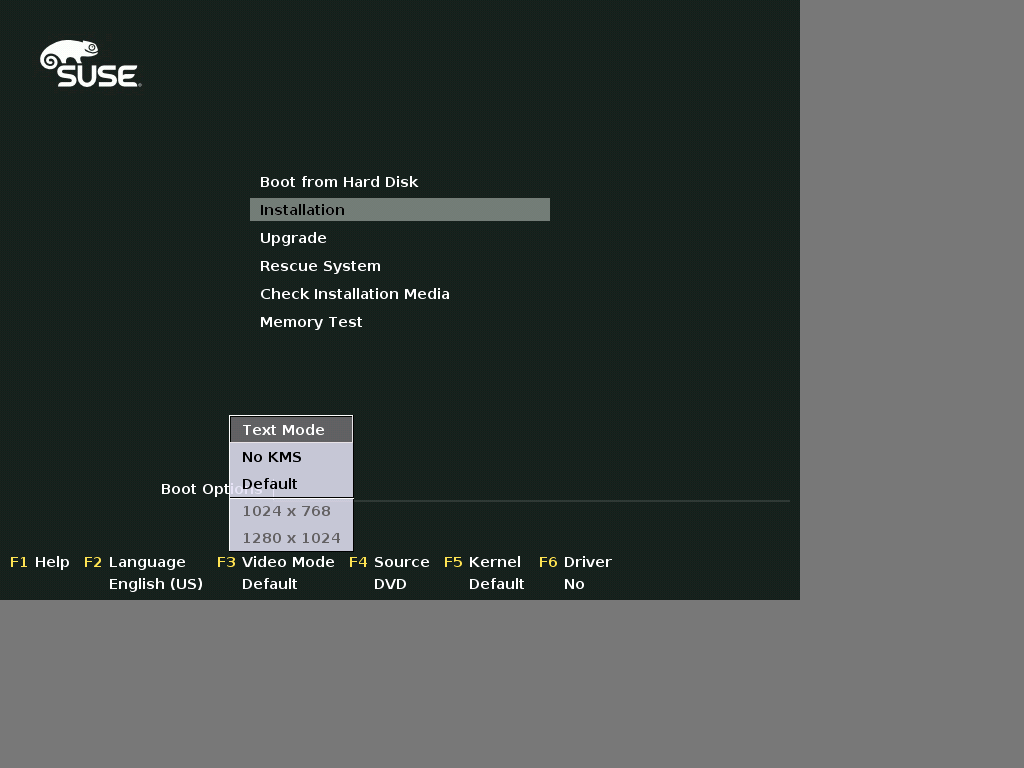 SUSE
Boot from Hard Disk
Installation
Upgrade
Rescue System
Check Installation Media
Memory Test
Text Mode
No KMS
Default
1024 x 768
1280 x 1024
Boot Options
F1 Help F2 Language F3 Video Mode F4 Source F5 Kernel F6 Driver
English (US) Default DVD Default No